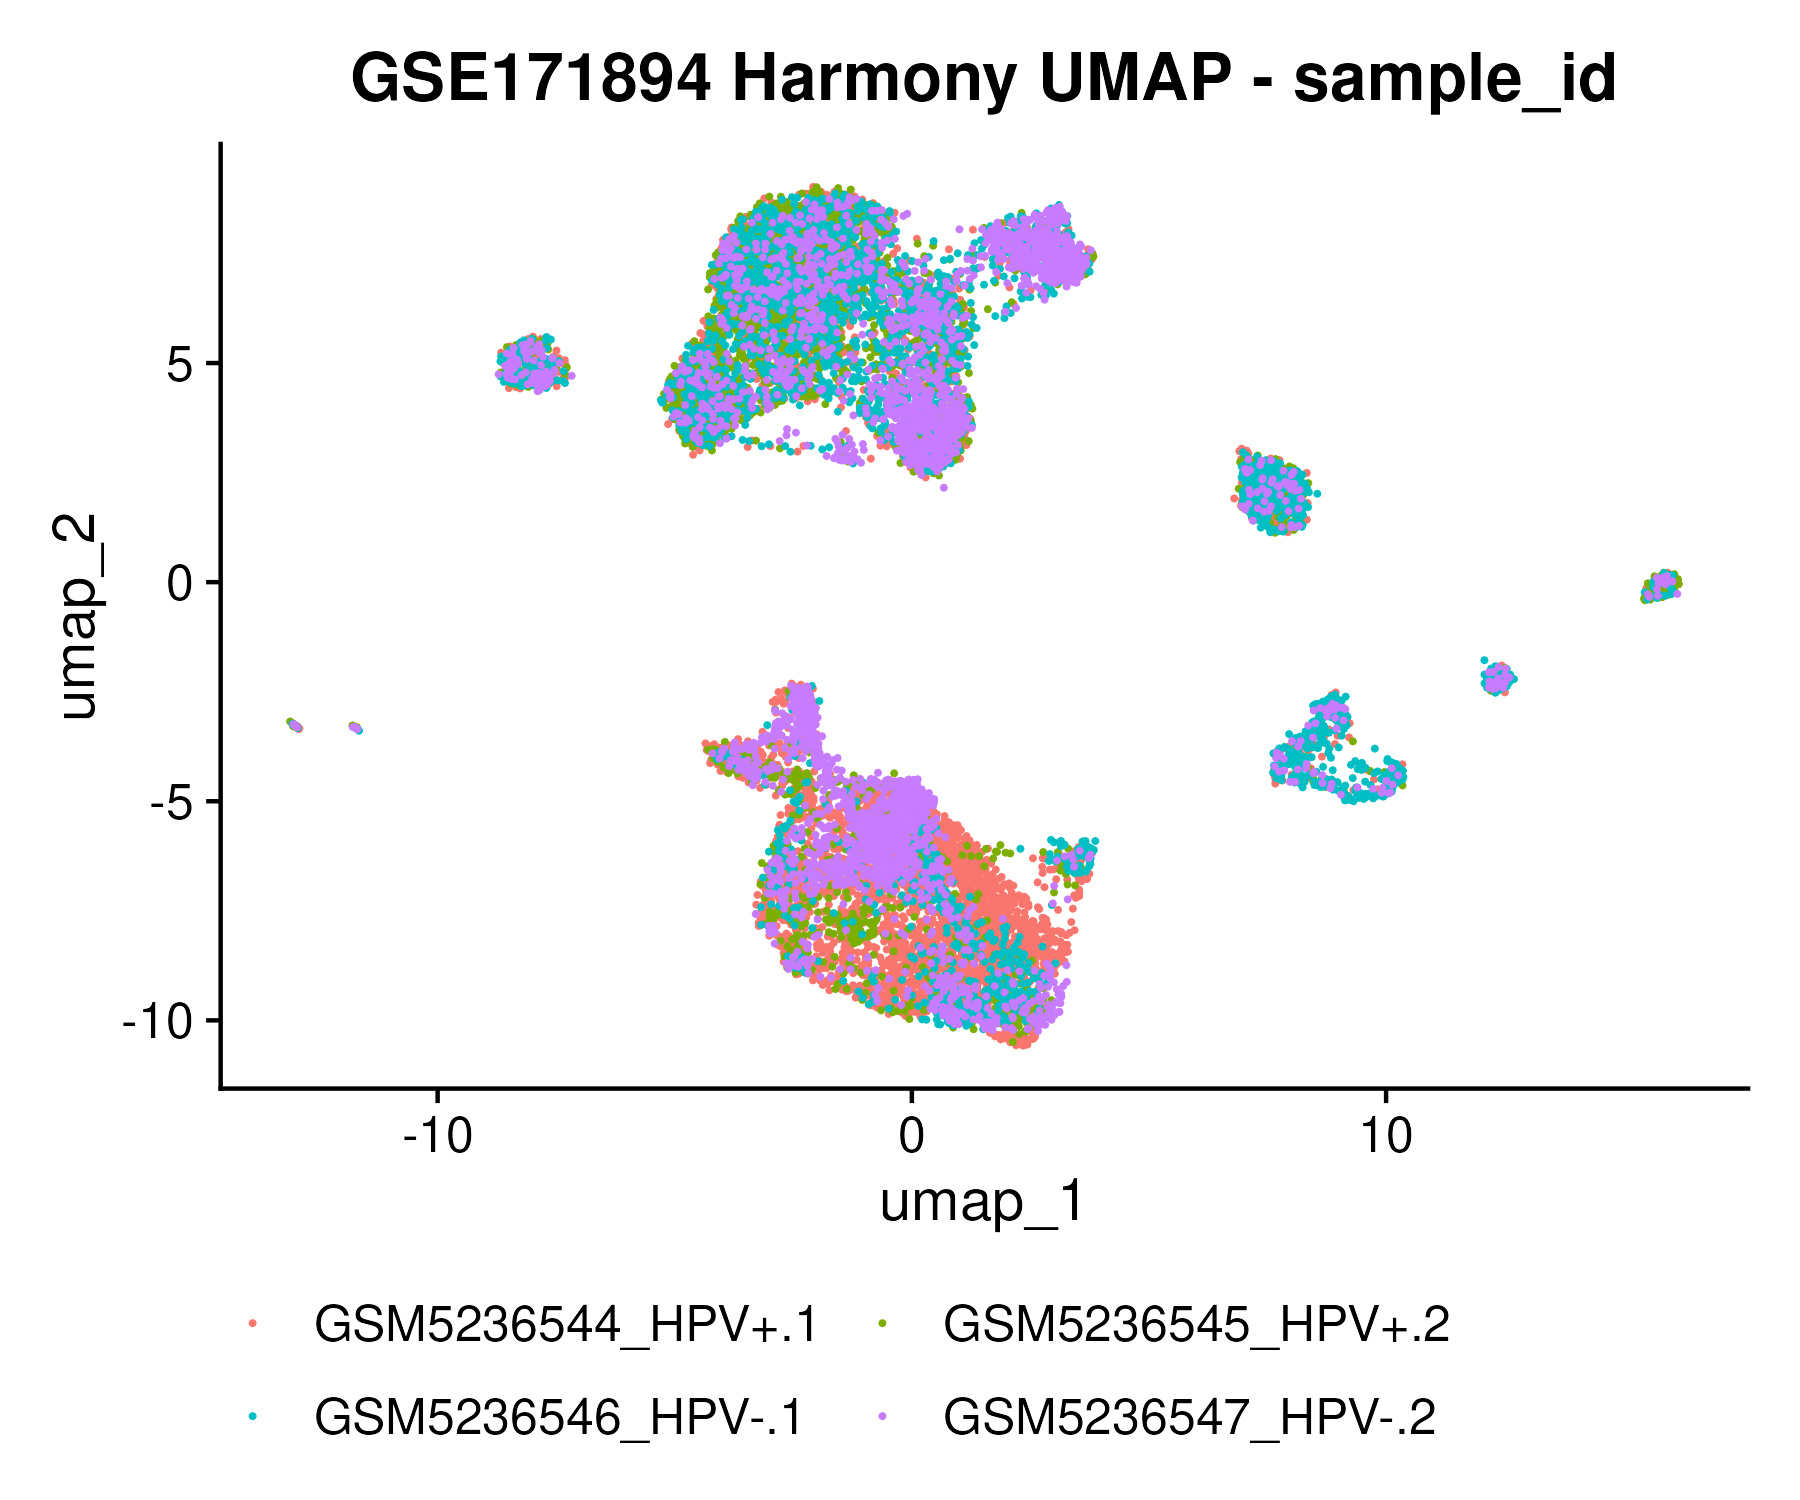 GSE171894 Harmony UMAP - sample_id
umap_2
5
0
-5
-10
-10 0 10
umap_1
GSM5236544_HPV+.1 GSM5236545_HPV+.2
GSM5236546_HPV-.1 GSM5236547_HPV-.2